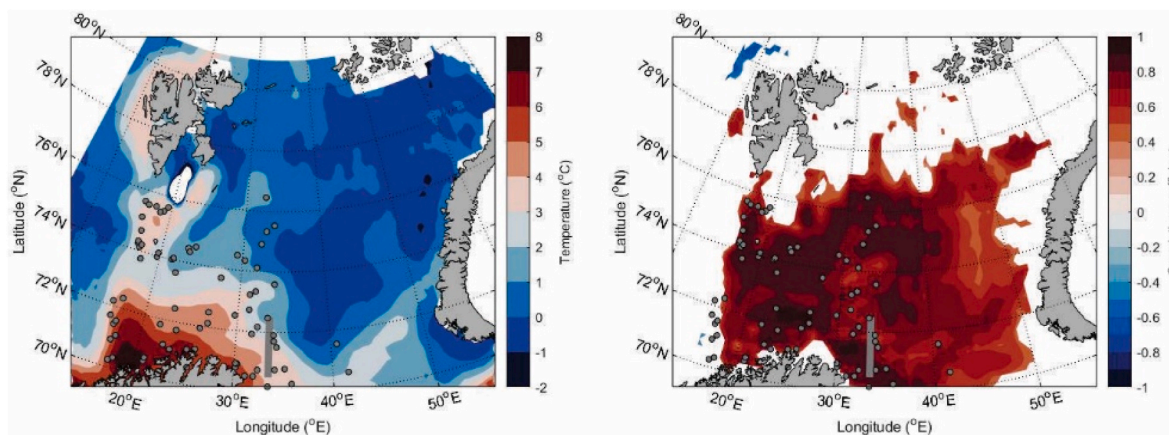 80°N
78°N
76°N
74°N
72°N
70°N
Latitude (°N)
20°E
30°E
40°E
50°E
Longitude (°E)
8
7
6
5
4
3
2
1
0
-1
-2
Temperature (°C)
80°N
78°N
76°N
74°N
72°N
70°N
Latitude (°N)
20°E
30°E
40°E
50°E
Longitude (°E)
1
0.8
0.6
0.4
0.2
0
-0.2
-0.4
-0.6
-0.8
-1